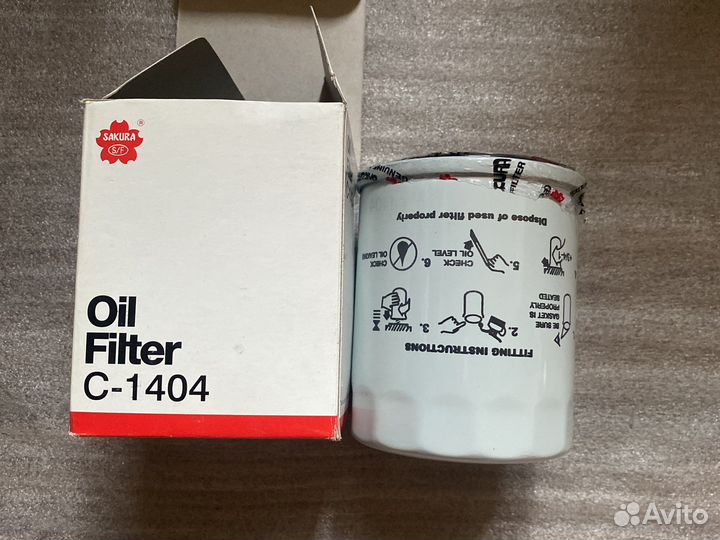 SAKURA
®
S/F
Oil
Filter
C-1404
FILTER
Dispose of used filter properly
5.
CHECK
OIL LEVEL
6.
CHECK
OIL LEAKING
BE SURE
GASKET IS
PROPERLY
SEATED
2.
3.
FITTING INSTRUCTIONS
Avito